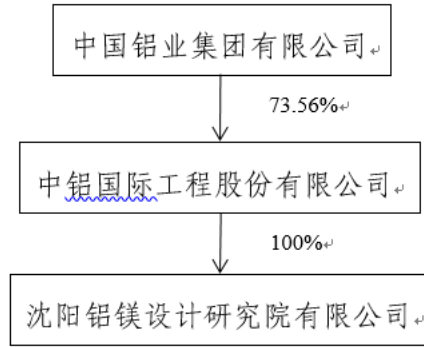 中国铝业集团有限公司
73.56%
中铝国际工程股份有限公司
100%
沈阳铝镁设计研究院有限公司